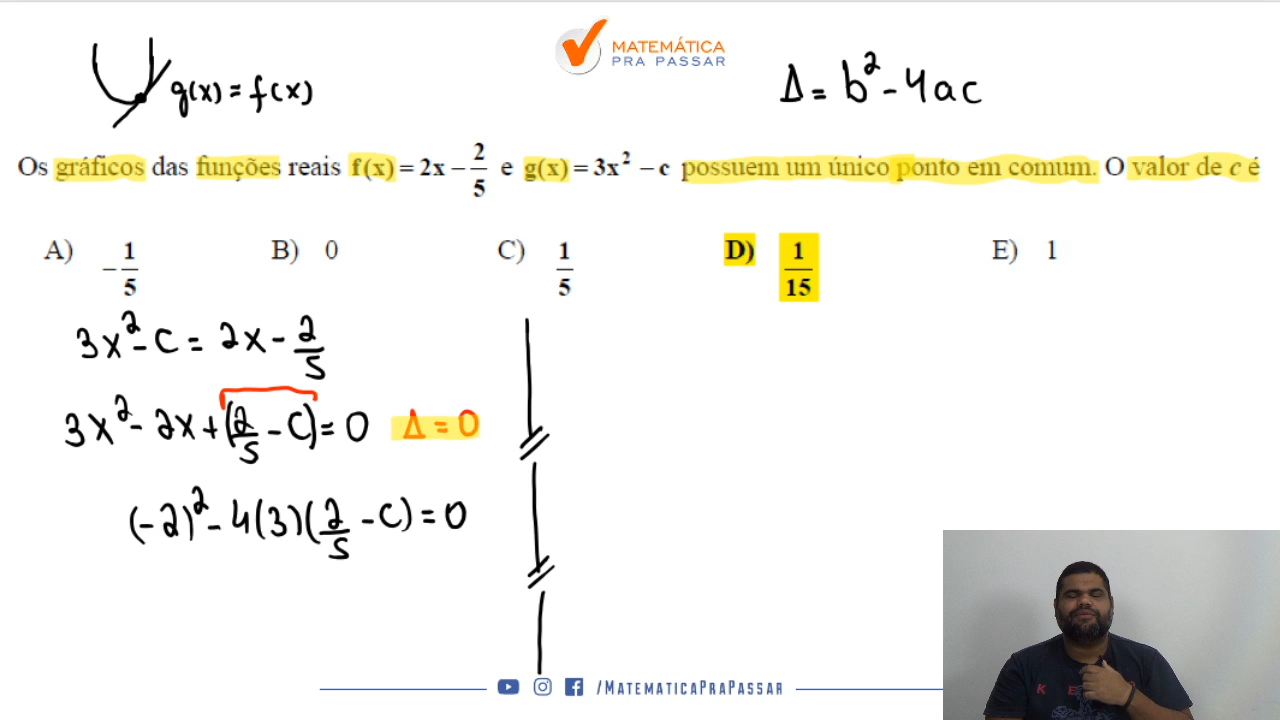 MATEMÁTICA
PRA PASSAR
g(x) = f(x)
Δ = b² - 4ac
Os gráficos das funções reais f(x) = 2x − 2/5 e g(x) = 3x² − c possuem um único ponto em comum. O valor de c é
A) −1/5 B) 0 C) 1/5 D) 1/15 E) 1
3x² - c = 2x - 2/5
3x² - 2x + (2/5 - c) = 0 Δ = 0
(-2)² - 4(3)(2/5 - c) = 0
/MatematicaPraPassar
K E